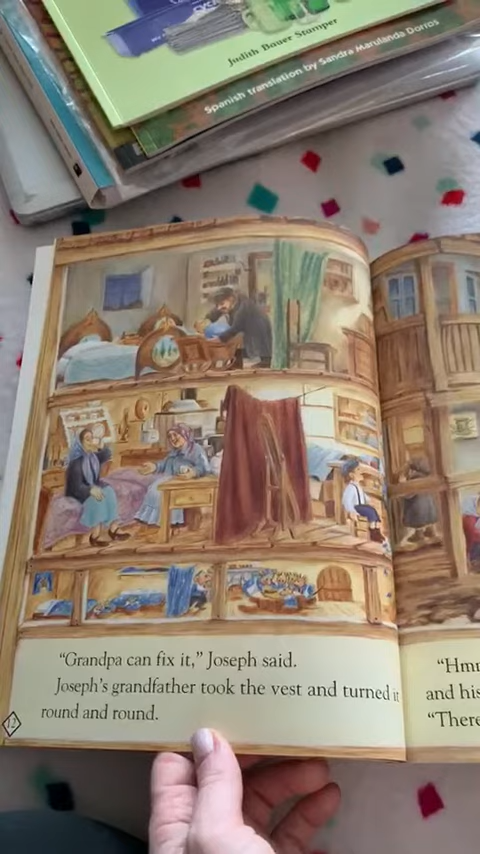 Judith Bauer Stamper
Spanish translation by Sandra Marulanda Dorros
"Grandpa can fix it," Joseph said.
Joseph's grandfather took the vest and turned it
round and round.
12
"Hmm
and his
"There